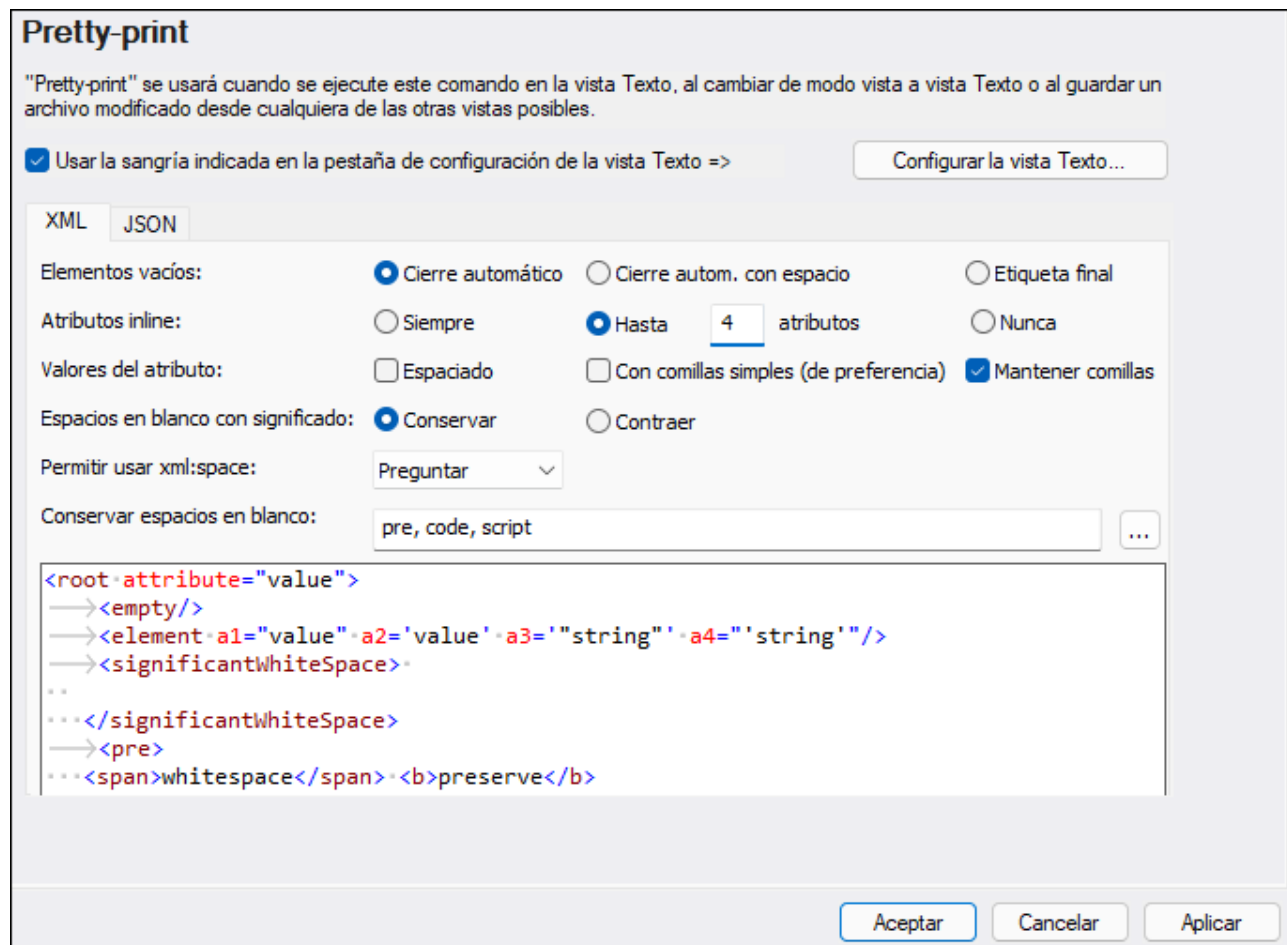 Pretty-print
"Pretty-print" se usará cuando se ejecute este comando en la vista Texto, al cambiar de modo vista a vista Texto o al guardar un
archivo modificado desde cualquiera de las otras vistas posibles.
Usar la sangría indicada en la pestaña de configuración de la vista Texto => Configurar la vista Texto...
XML JSON
Elementos vacíos: Cierre automático Cierre autom. con espacio Etiqueta final
Atributos inline: Siempre Hasta 4 atributos Nunca
Valores del atributo: Espaciado Con comillas simples (de preferencia) Mantener comillas
Espacios en blanco con significado: Conservar Contraer
Permitir usar xml:space: Preguntar
Conservar espacios en blanco: pre, code, script ...
<root·attribute="value">
<empty/>
<element·a1="value"·a2='value'·a3='"string"'·a4="'string'"/>
<significantWhiteSpace>·
··
···</significantWhiteSpace>
<pre>
···<span>whitespace</span>·<b>preserve</b>
Aceptar Cancelar Aplicar